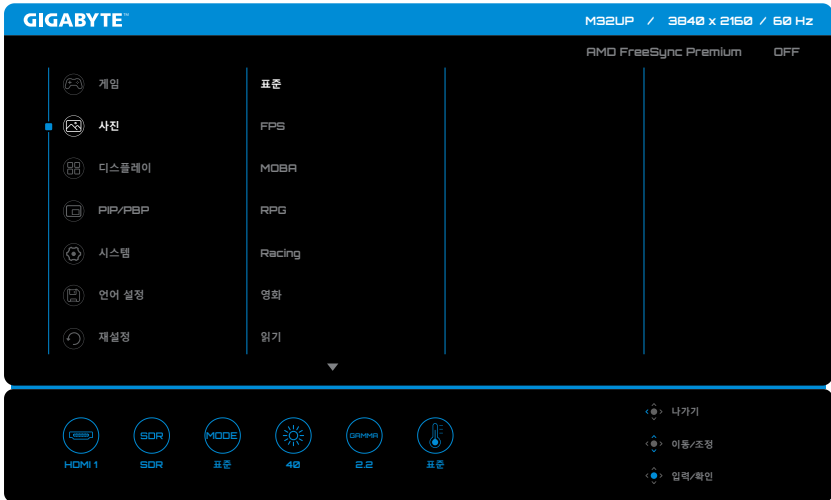 GIGABYTE™
M32UP / 3840 x 2160 / 60 Hz
AMD FreeSync Premium OFF
게임 표준
사진 FPS
디스플레이 MOBA
PIP/PBP RPG
시스템 Racing
언어 설정 영화
재설정 읽기
SDR MODE GAMMA
HDMI 1 SDR 표준 40 2.2 표준
나가기
이동/조정
입력/확인